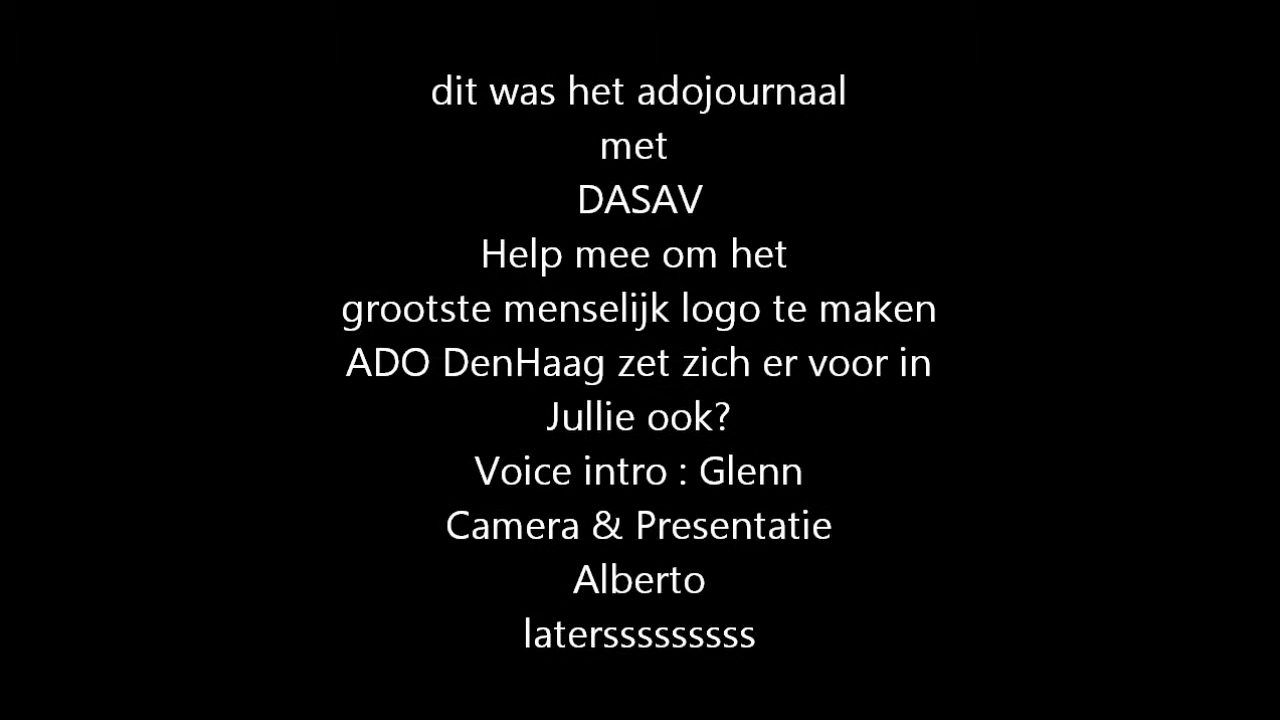 dit was het adojournaal
met
DASAV
Help mee om het
grootste menselijk logo te maken
ADO DenHaag zet zich er voor in
Jullie ook?
Voice intro : Glenn
Camera & Presentatie
Alberto
latersssssssss